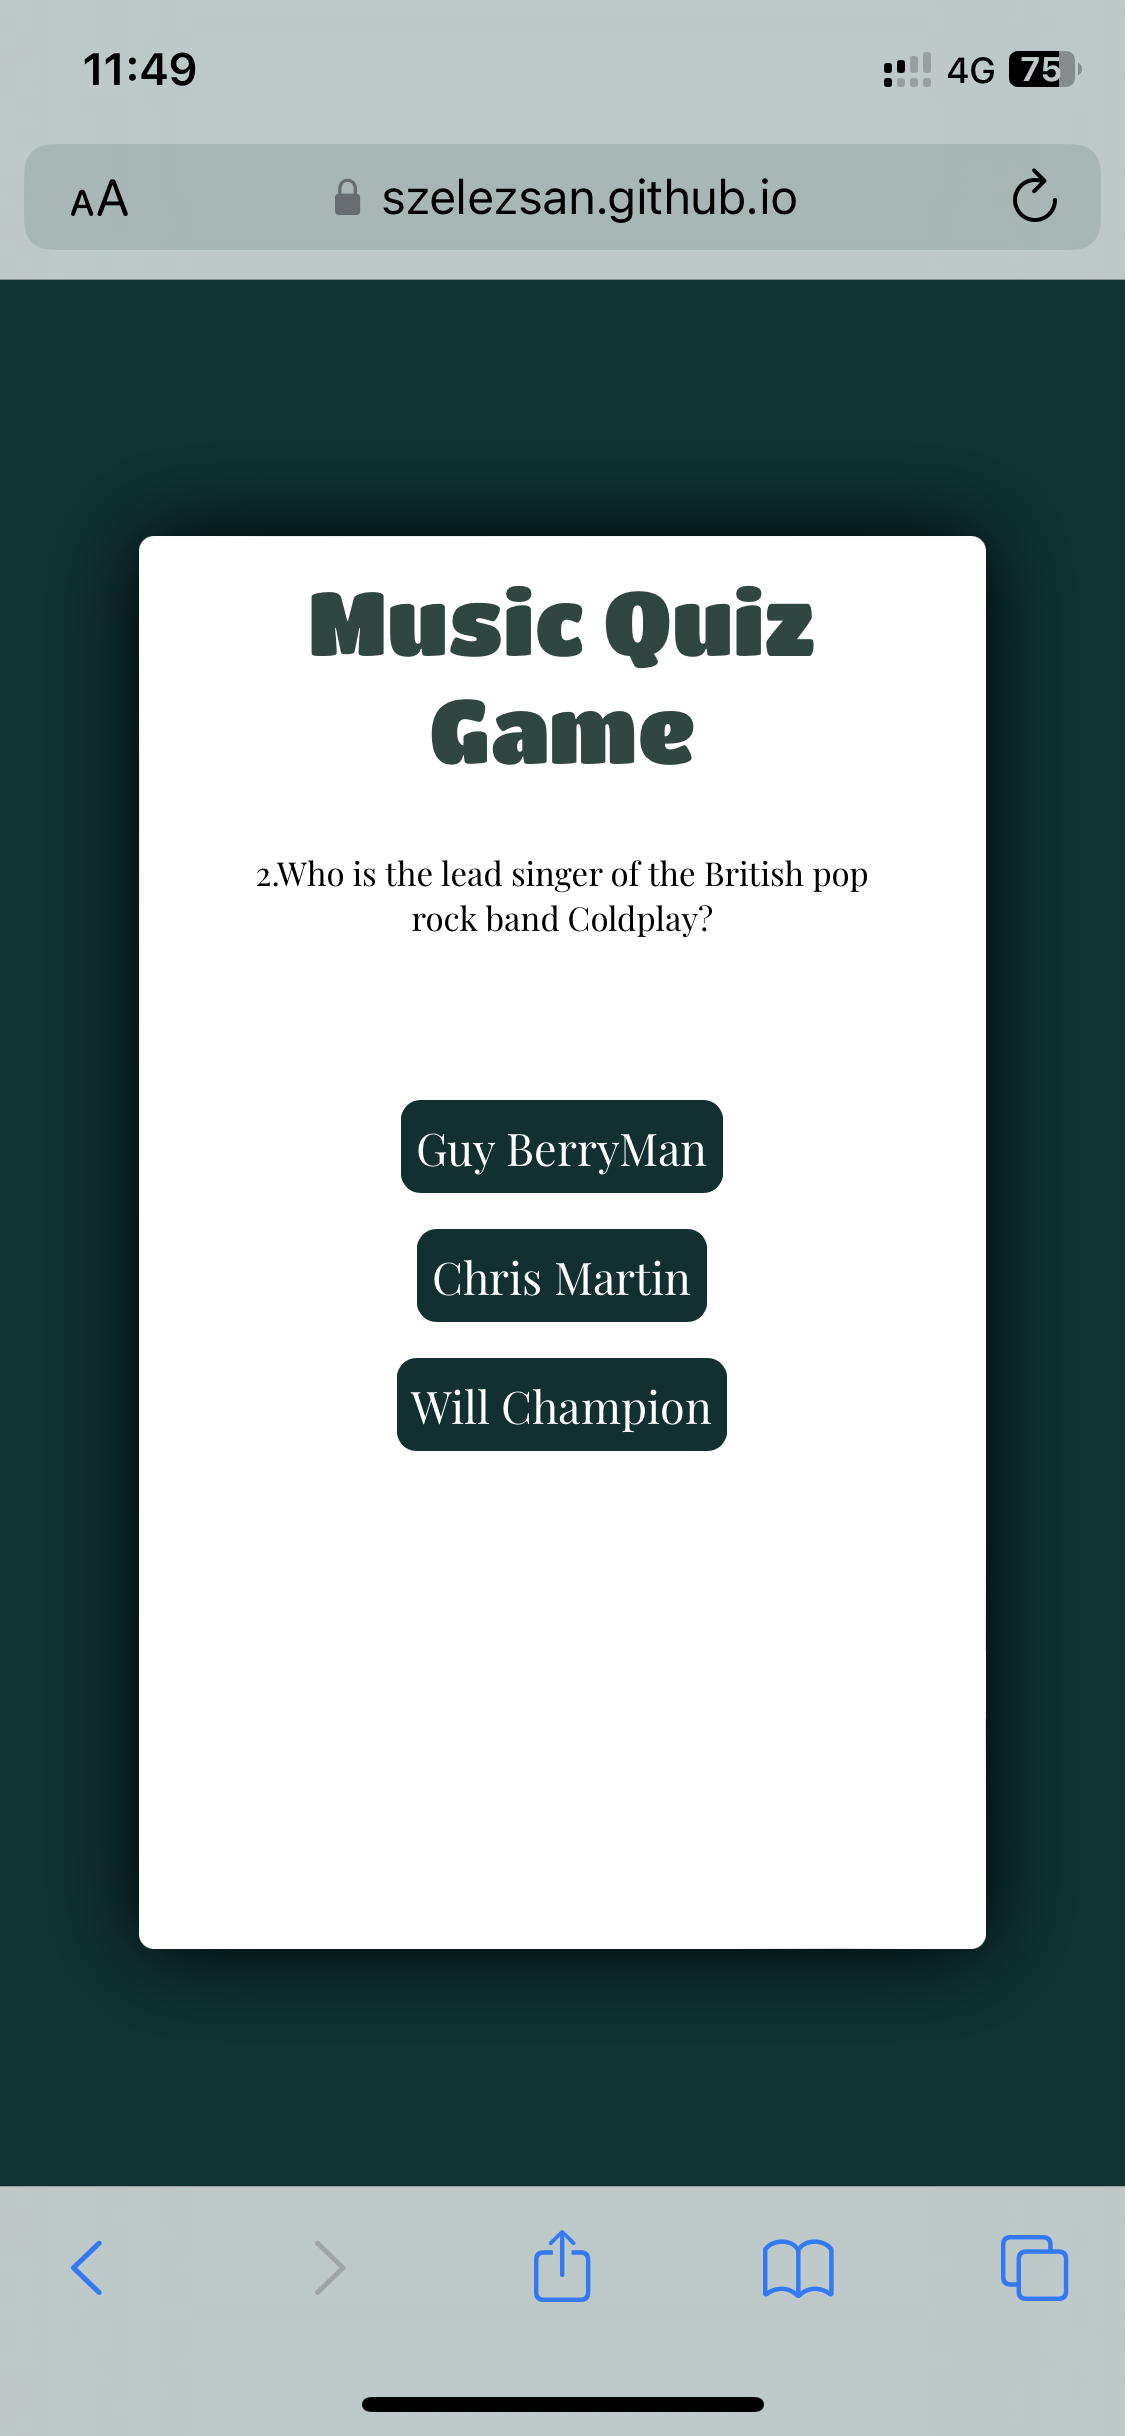 11:49
4G
75
AA
szelezsan.github.io
Music Quiz
Game
2.Who is the lead singer of the British pop
rock band Coldplay?
Guy BerryMan
Chris Martin
Will Champion